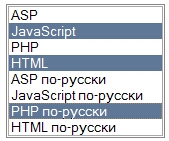 ASP
JavaScript
PHP
HTML
ASP по-русски
JavaScript по-русски
PHP по-русски
HTML по-русски